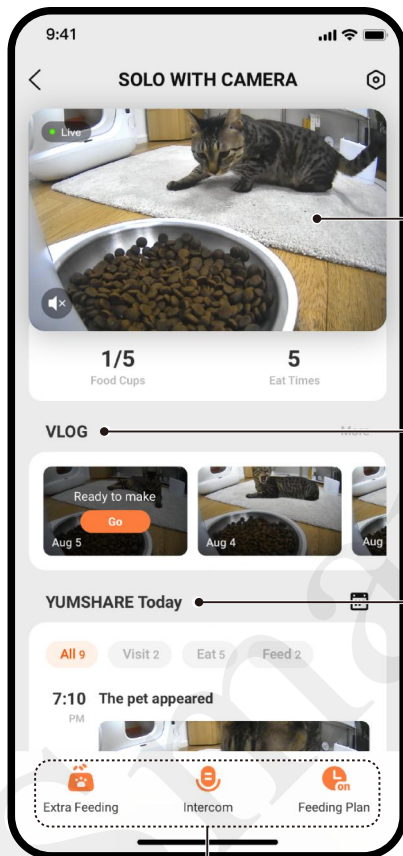 9:41
SOLO WITH CAMERA
Live
1/5 5
Food Cups Eat Times
VLOG More
Ready to make
Go
Aug 5 Aug 4 Aug
YUMSHARE Today
All 9 Visit 2 Eat 5 Feed 2
7:10 The pet appeared
PM
on
Extra Feeding Intercom Feeding Plan